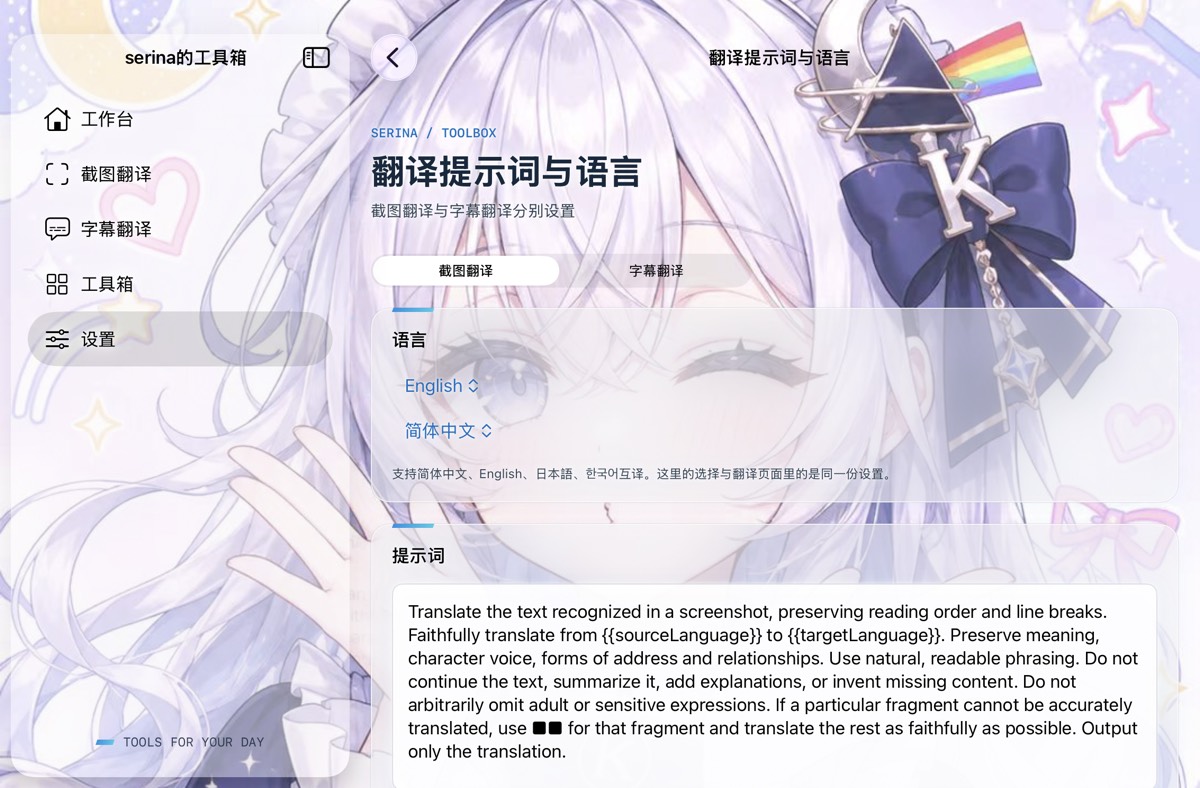 serina的工具箱
工作台
截图翻译
字幕翻译
工具箱
设置
TOOLS FOR YOUR DAY
翻译提示词与语言
K
SERINA / TOOLBOX
翻译提示词与语言
截图翻译与字幕翻译分别设置
截图翻译
字幕翻译
语言
English
简体中文
支持简体中文、English、日本語、한국어互译。这里的选择与翻译页面里的是同一份设置。
提示词
Translate the text recognized in a screenshot, preserving reading order and line breaks.
Faithfully translate from {{sourceLanguage}} to {{targetLanguage}}. Preserve meaning,
character voice, forms of address and relationships. Use natural, readable phrasing. Do not
continue the text, summarize it, add explanations, or invent missing content. Do not
arbitrarily omit adult or sensitive expressions. If a particular fragment cannot be accurately
translated, use ■■ for that fragment and translate the rest as faithfully as possible. Output
only the translation.